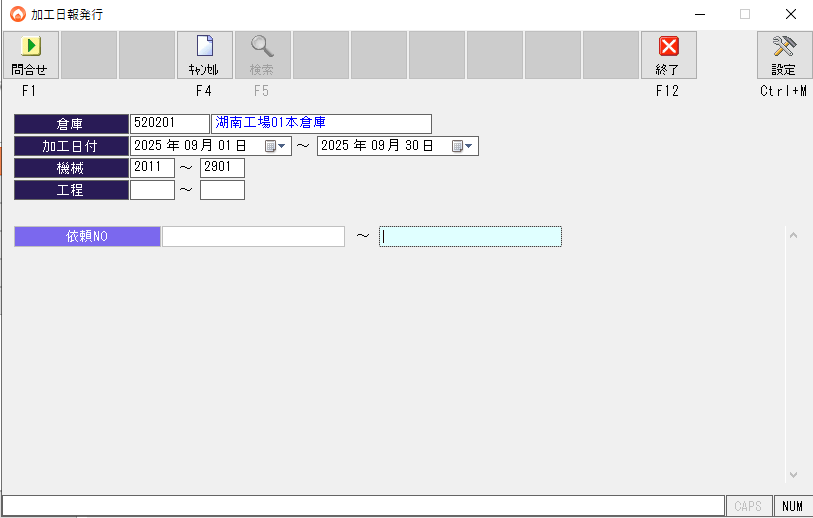 加工日報発行
問合せ ｷｬﾝｾﾙ 検索 終了 設定
F1 F4 F5 F12 Ctrl+M
倉庫 520201 湖南工場01本倉庫
加工日付 2025 年 09 月 01 日 ～ 2025 年 09 月 30 日
機械 2011 ～ 2901
工程 ～
依頼NO ～
CAPS NUM